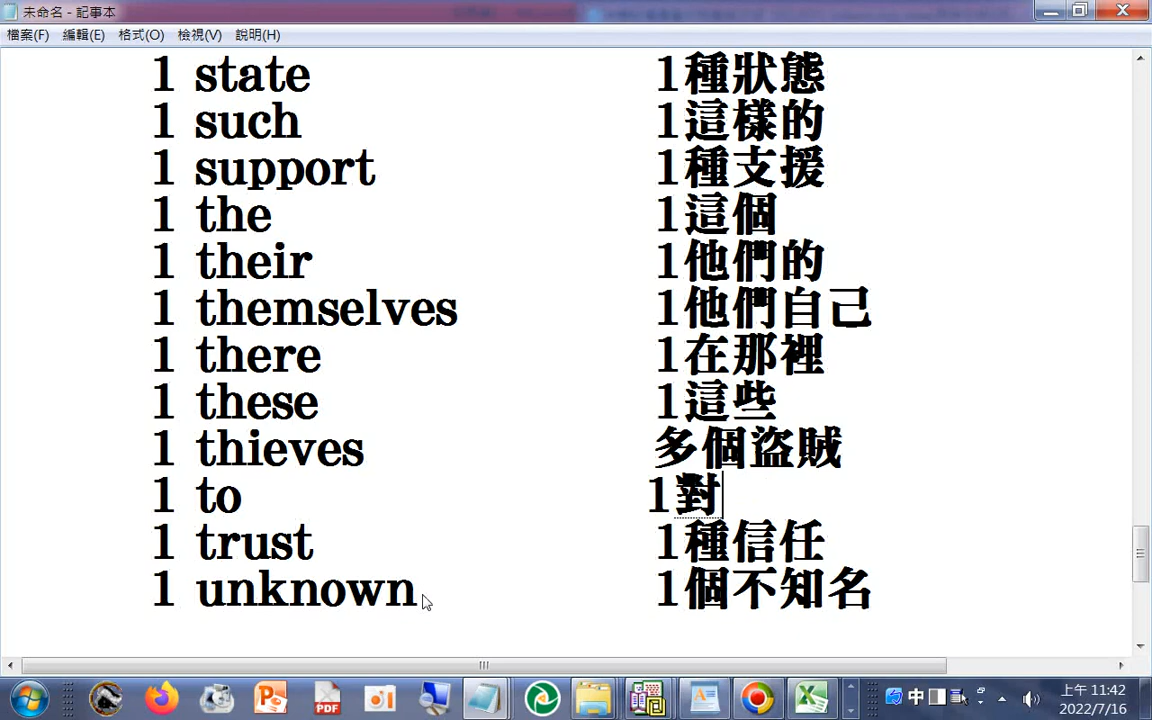 未命名 - 記事本
檔案(F) 編輯(E) 格式(O) 檢視(V) 說明(H)
1 state 1種狀態
1 such 1這樣的
1 support 1種支援
1 the 1這個
1 their 1他們的
1 themselves 1他們自己
1 there 1在那裡
1 these 1這些
1 thieves 多個盜賊
1 to 1對
1 trust 1種信任
1 unknown 1個不知名
中 上午 11:42
2022/7/16